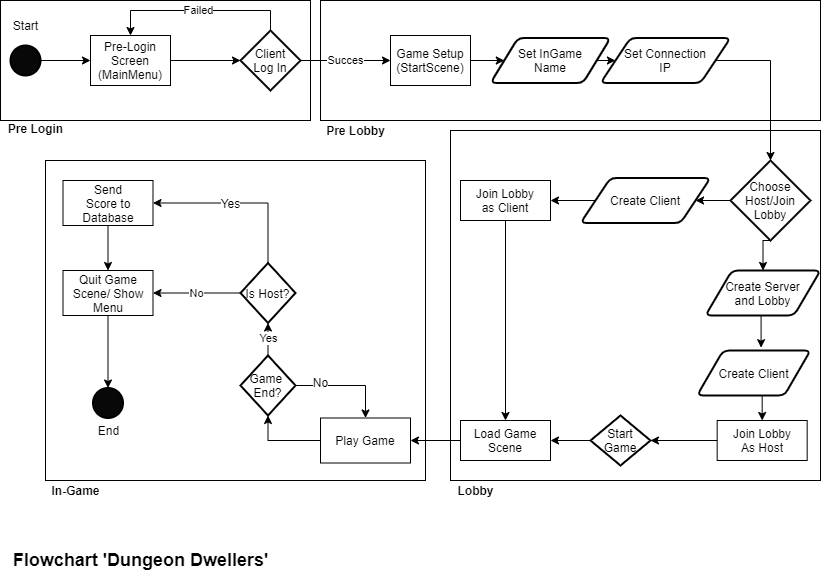 Failed
Start
Pre-Login
Screen
(MainMenu)
Client
Log In
Pre Login
Succes
Game Setup
(StartScene)
Set InGame
Name
Set Connection
IP
Pre Lobby
Choose
Host/Join
Lobby
Create Client
Join Lobby
as Client
Create Server
and Lobby
Create Client
Join Lobby
As Host
Start
Game
Load Game
Scene
Lobby
Play Game
Game
End?
No
Yes
Is Host?
Yes
No
Send
Score to
Database
Quit Game
Scene/ Show
Menu
End
In-Game
Flowchart 'Dungeon Dwellers'